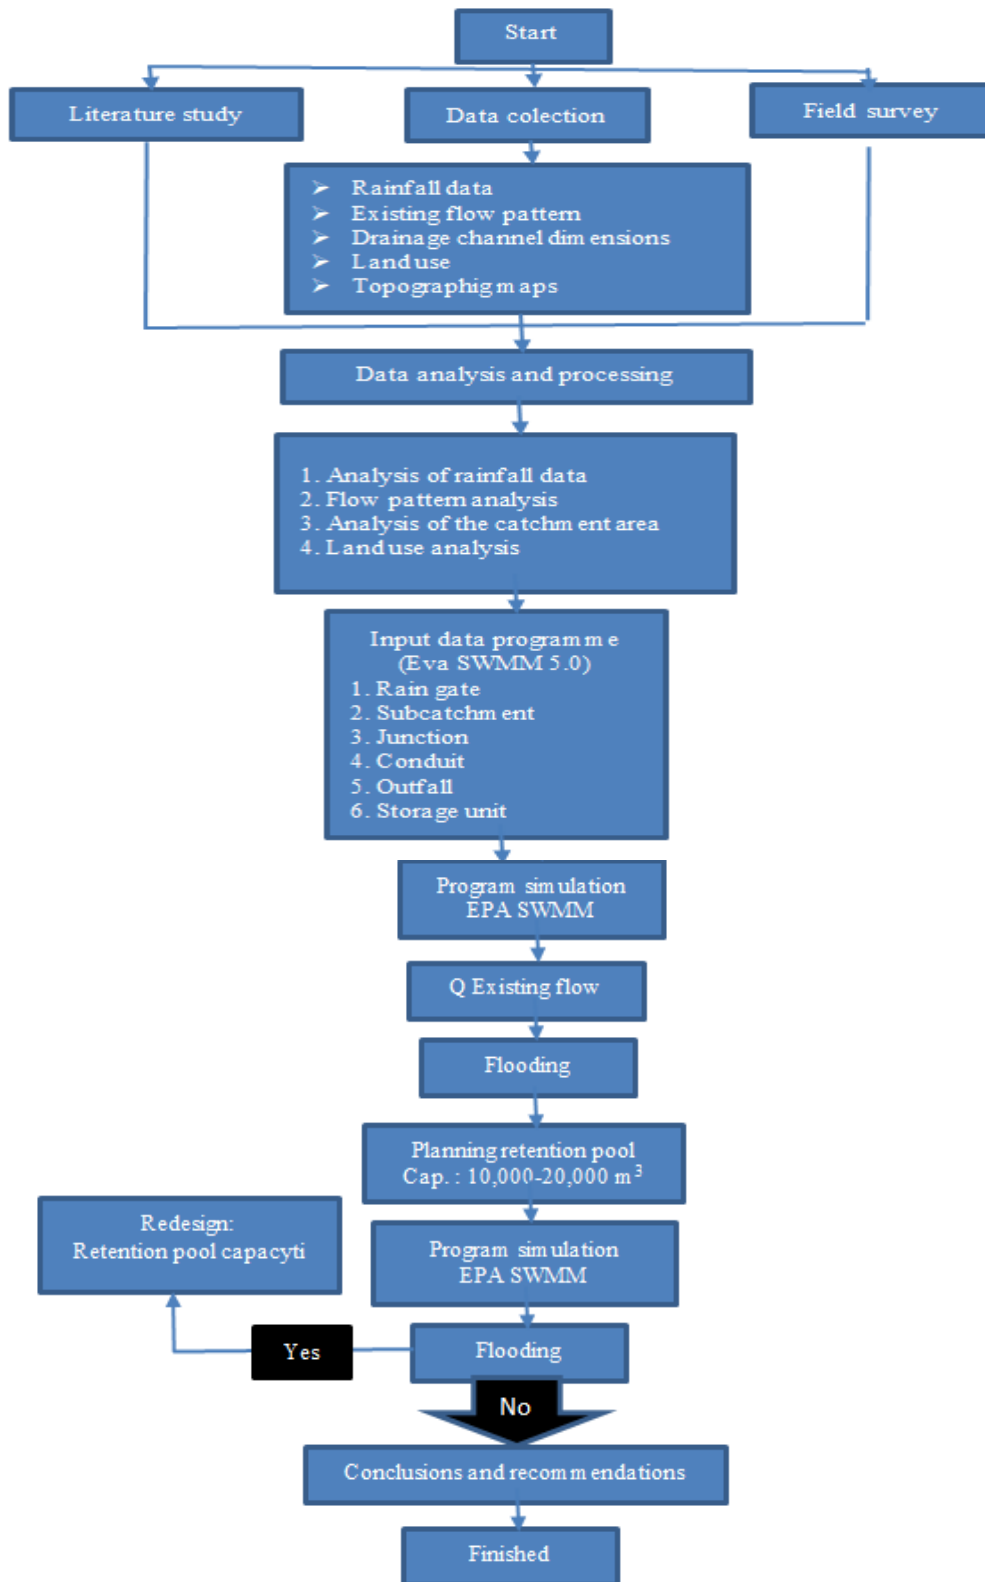 Start
Literature study
Data colection
Field survey
➢ Rainfall data
➢ Existing flow pattern
➢ Drainage channel dimensions
➢ Land use
➢ Topographig maps
Data analysis and processing
1. Analysis of rainfall data
2. Flow pattern analysis
3. Analysis of the catchment area
4. Land use analysis
Input data programme
(Eva SWMM 5.0)
1. Rain gate
2. Subcatchment
3. Junction
4. Conduit
5. Outfall
6. Storage unit
Program simulation
EPA SWMM
Q Existing flow
Flooding
Planning retention pool
Cap. : 10,000-20,000 m³
Redesign:
Retention pool capacyti
Program simulation
EPA SWMM
Yes
Flooding
No
Conclusions and recommendations
Finished